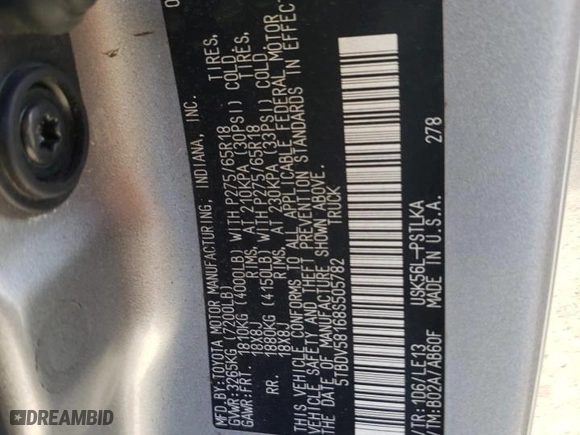 MFD.BY:TOYOTA MOTOR MANUFACTURING, INDIANA, INC.
GVWR:3265KG(7200LB)
GAWR:FRT. 1810KG (4000LB) WITH P275/65R18 TIRES,
18X8J RIMS, AT 210KPA (30PSI) COLD
RR. 1880KG (4150LB) WITH P275/65R18 TIRES,
18X8J RIMS, AT 230KPA (33PSI) COLD,
THIS VEHICLE CONFORMS TO ALL APPLICABLE FEDERAL MOTOR
VEHICLE SAFETY AND THEFT PREVENTION STANDARDS IN EFFECT
THE DATE OF MANUFACTURE SHOWN ABOVE.
5TBDV58168S505782 TRUCK
USK56L-PSTLKA
/TR:1D6/LE13 278
/TM:B02A/AB60F MADE IN U.S.A.
DREAMBID